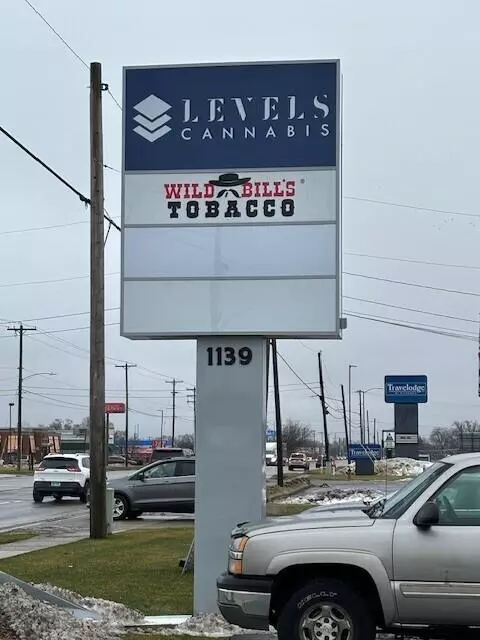 LEVELS
CANNABIS
WILD BILL'S®
TOBACCO
1139
Travelodge